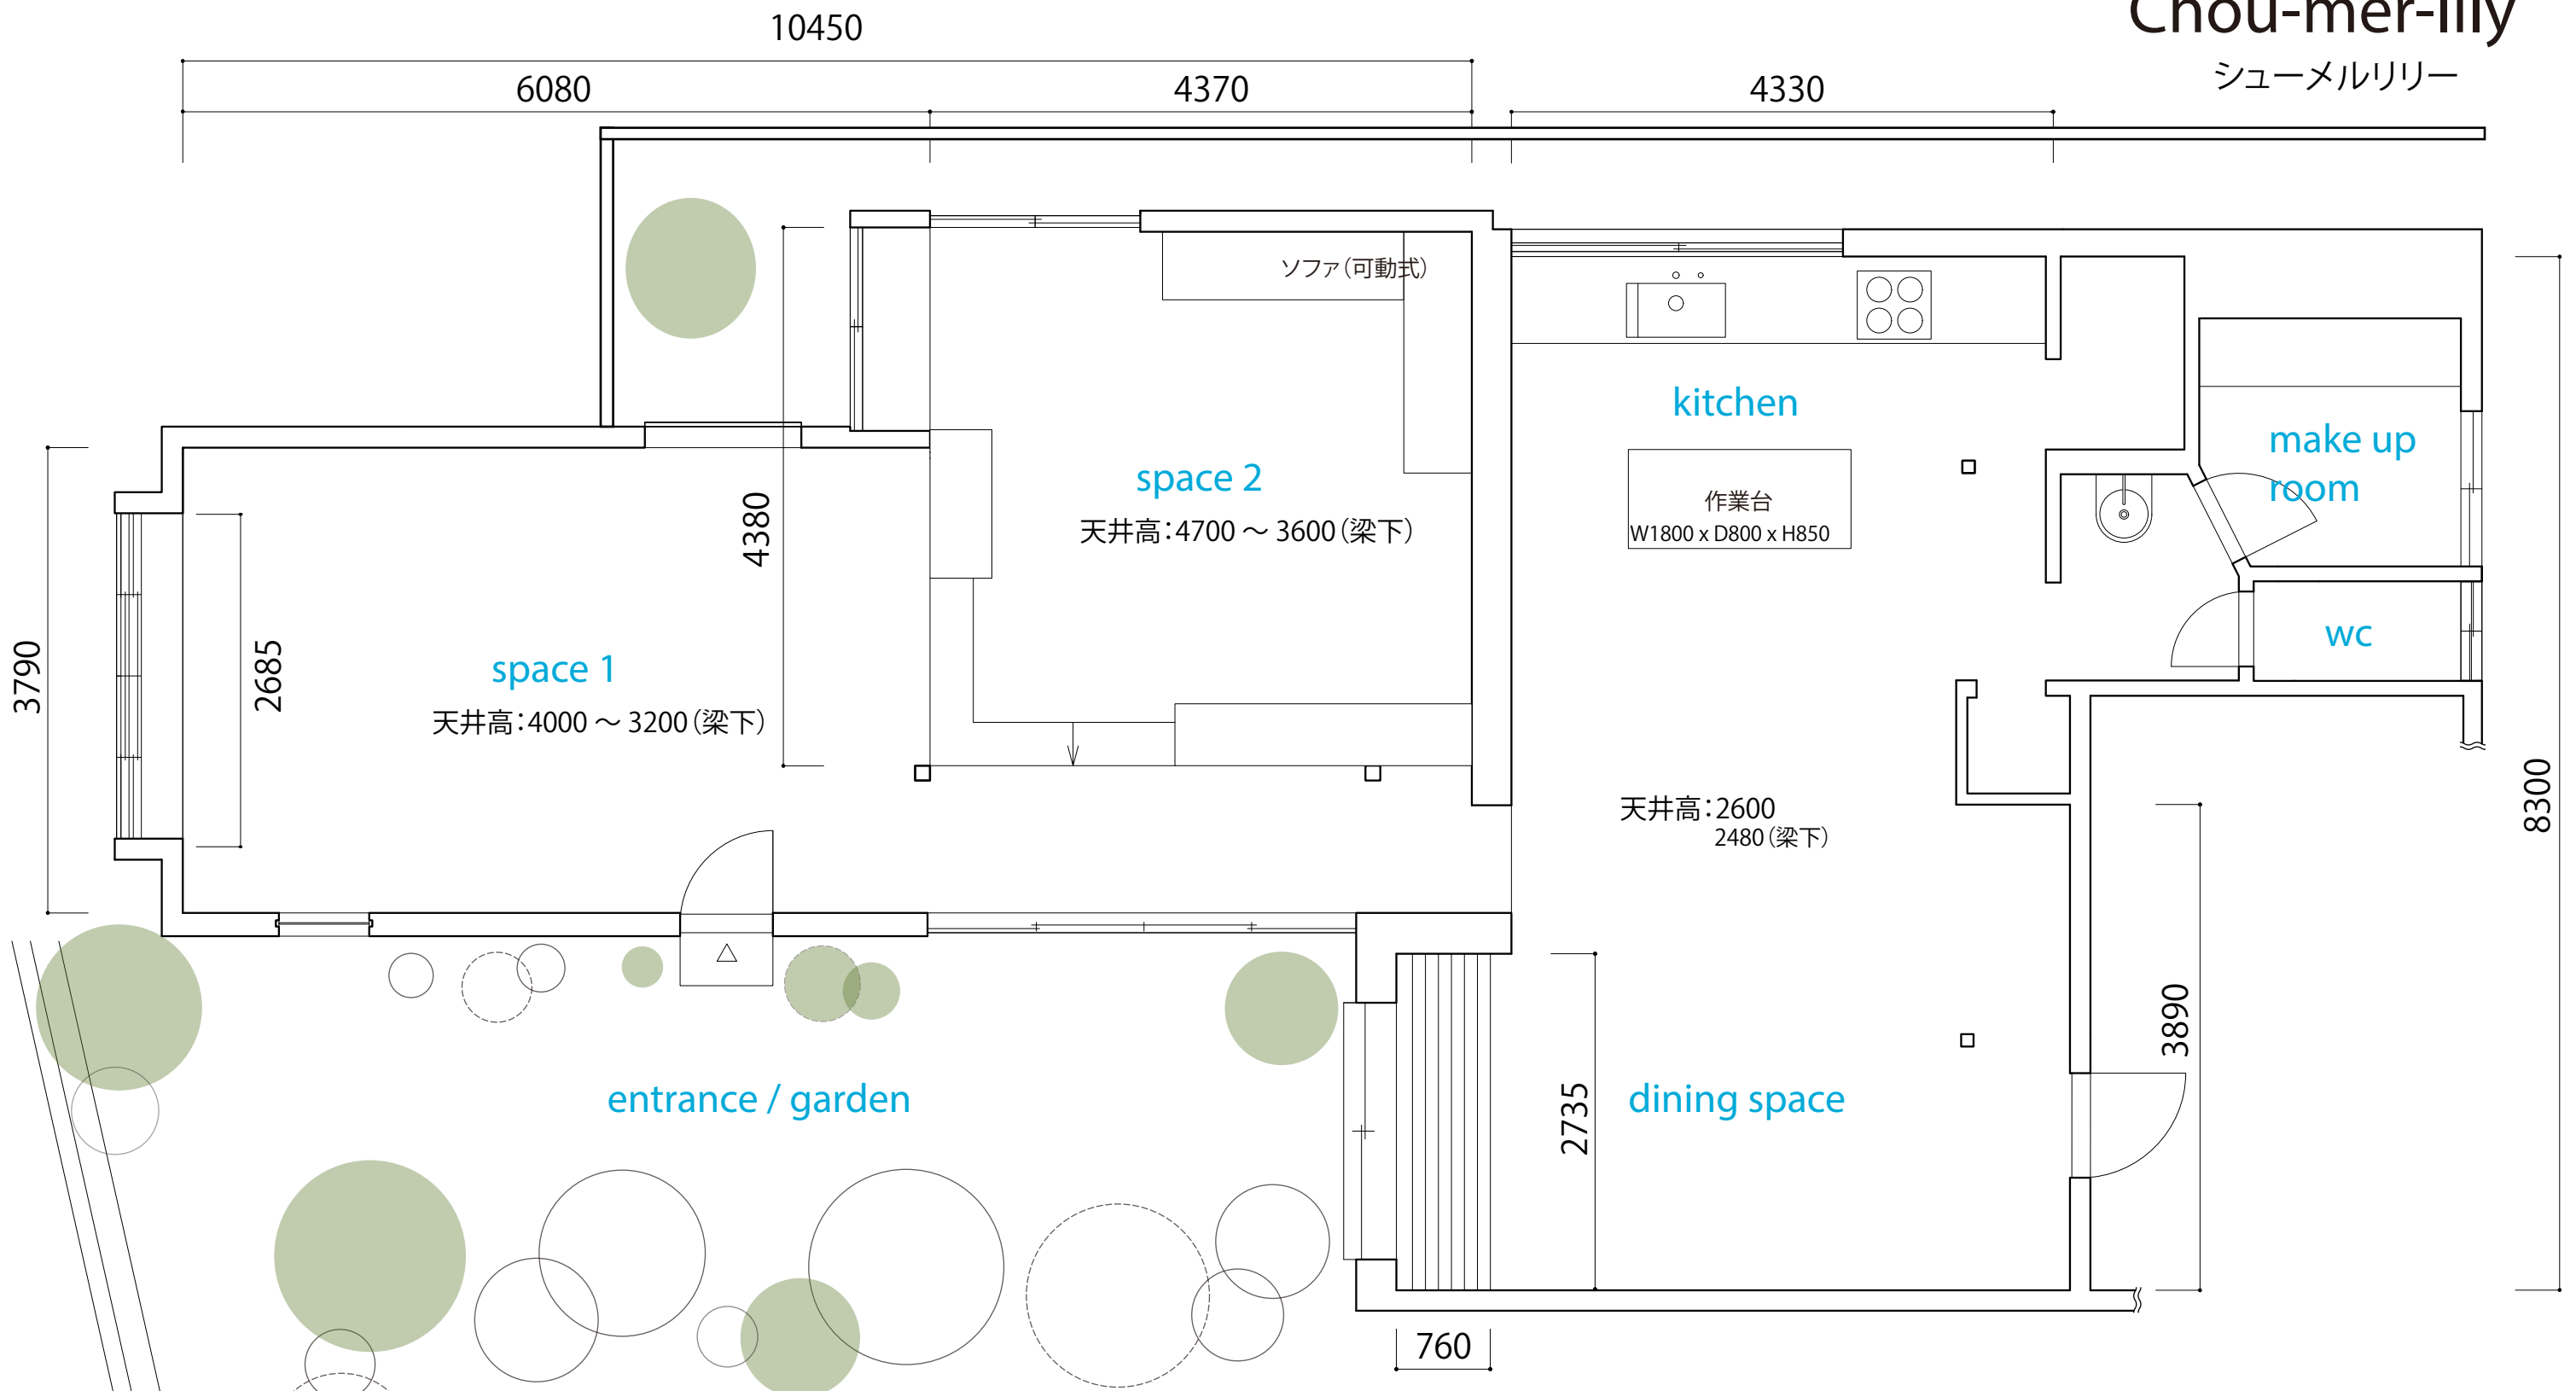 Chou-mer-lily
シューメルリリー
10450
6080
4370
4330
ソファ（可動式）
kitchen
make up
room
作業台
W1800 x D800 x H850
space 2
天井高：4700 ～ 3600（梁下）
4380
3790
2685
space 1
天井高：4000 ～ 3200（梁下）
wc
天井高：2600
2480（梁下）
8300
3890
2735
entrance / garden
dining space
760